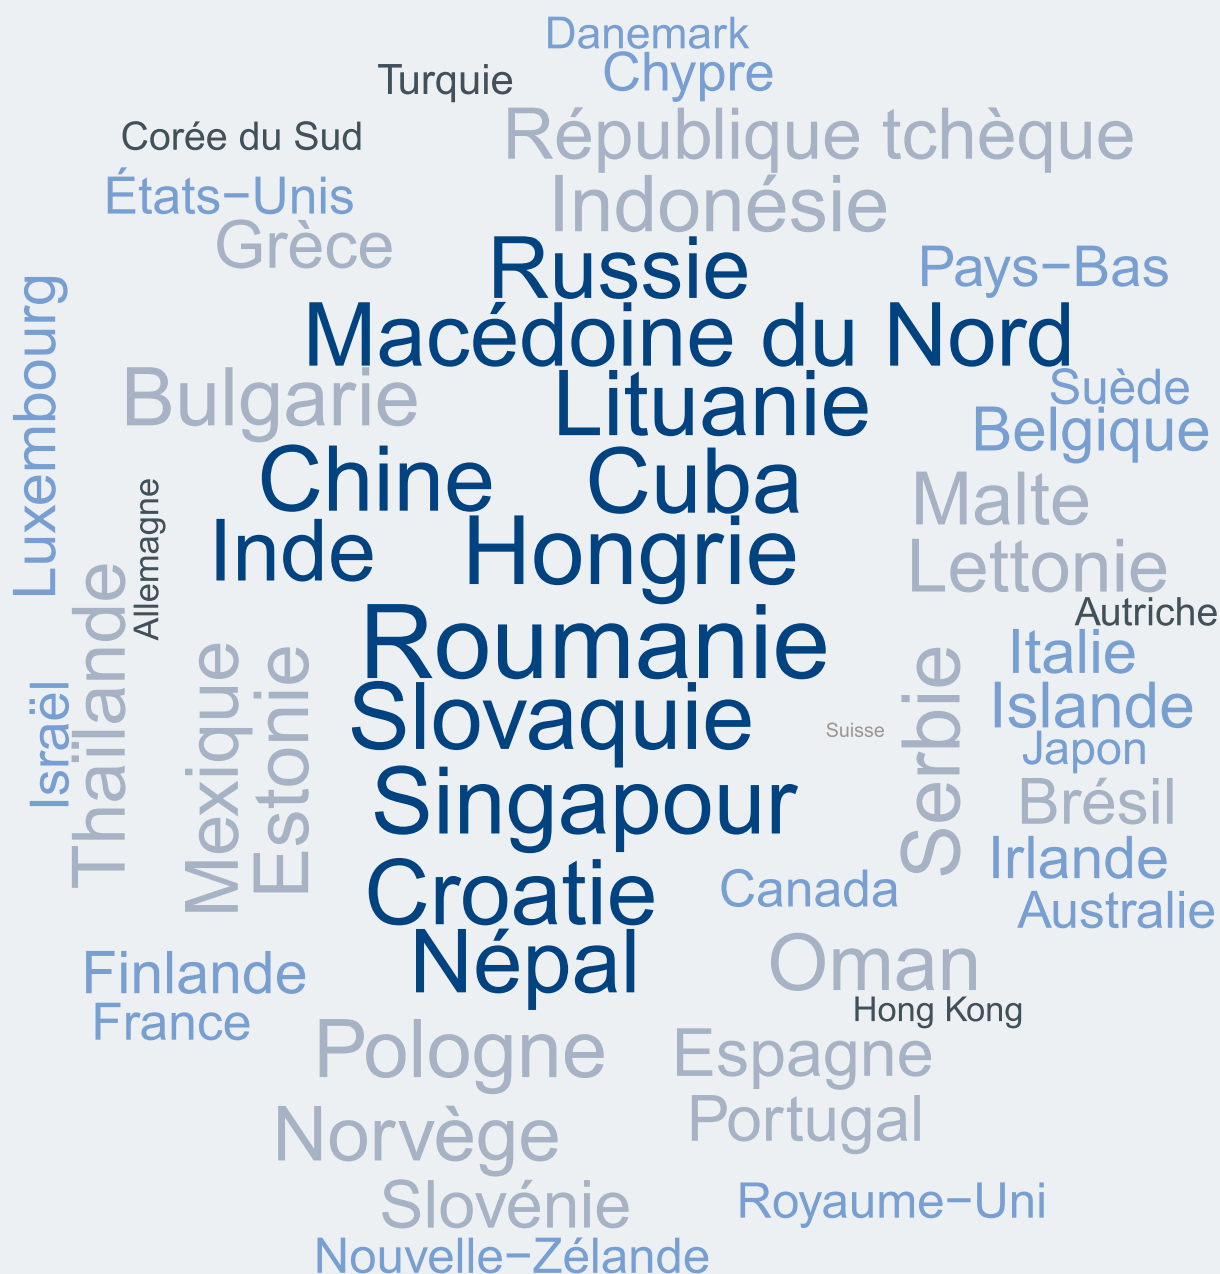 Danemark
Turquie
Chypre
Corée du Sud
République tchèque
États−Unis
Indonésie
Grèce
Russie
Pays−Bas
Luxembourg
Macédoine du Nord
Bulgarie
Lituanie
Suède
Belgique
Chine
Cuba
Malte
Allemagne
Inde
Hongrie
Lettonie
Thaïlande
Autriche
Roumanie
Italie
Mexique
Estonie
Serbie
Israël
Slovaquie
Islande
Suisse
Japon
Singapour
Brésil
Irlande
Croatie
Canada
Australie
Népal
Oman
Finlande
Hong Kong
France
Pologne
Espagne
Norvège
Portugal
Slovénie
Royaume−Uni
Nouvelle−Zélande